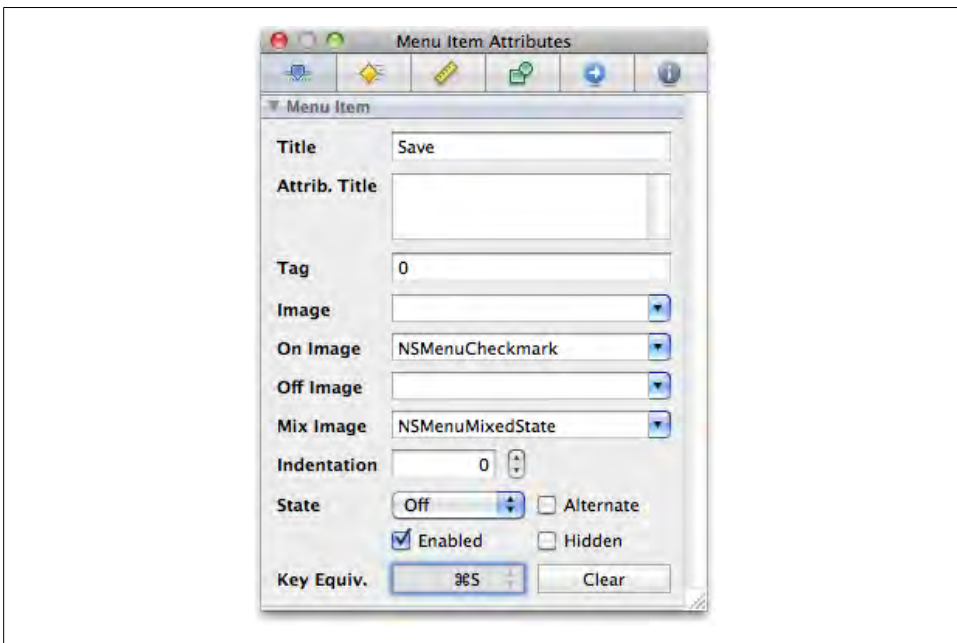 Menu Item Attributes
Menu Item
Title Save
Attrib. Title
Tag 0
Image
On Image NSMenuCheckmark
Off Image
Mix Image NSMenuMixedState
Indentation 0
State Off Alternate
Enabled Hidden
Key Equiv. ⌘S Clear